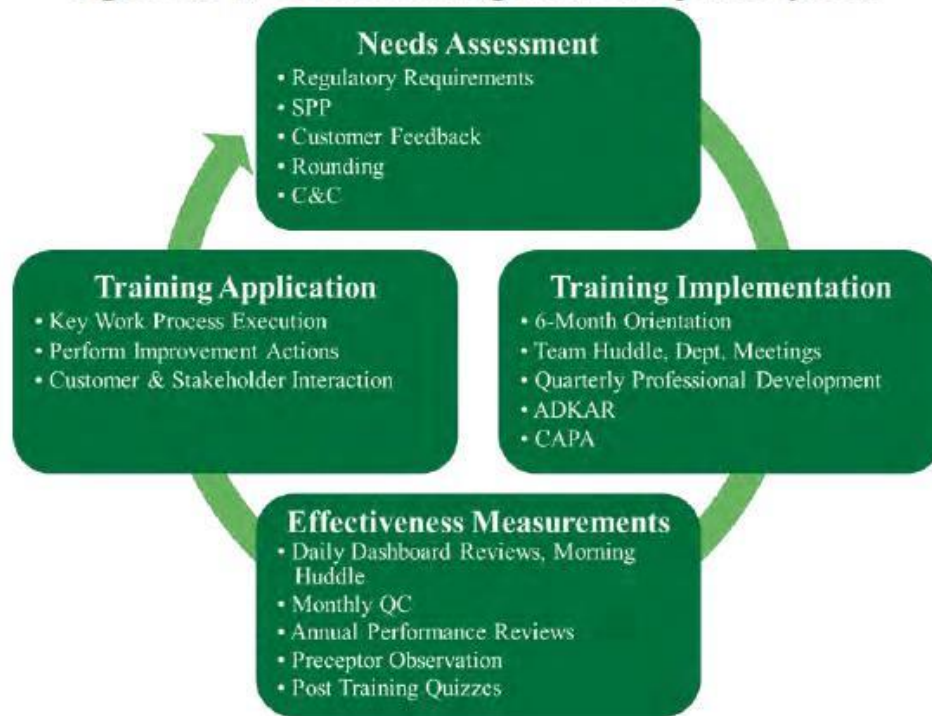 Needs Assessment
• Regulatory Requirements
• SPP
• Customer Feedback
• Rounding
• C&C
Training Application
• Key Work Process Execution
• Perform Improvement Actions
• Customer & Stakeholder Interaction
Training Implementation
• 6-Month Orientation
• Team Huddle, Dept. Meetings
• Quarterly Professional Development
• ADKAR
• CAPA
Effectiveness Measurements
• Daily Dashboard Reviews, Morning
Huddle
• Monthly QC
• Annual Performance Reviews
• Preceptor Observation
• Post Training Quizzes